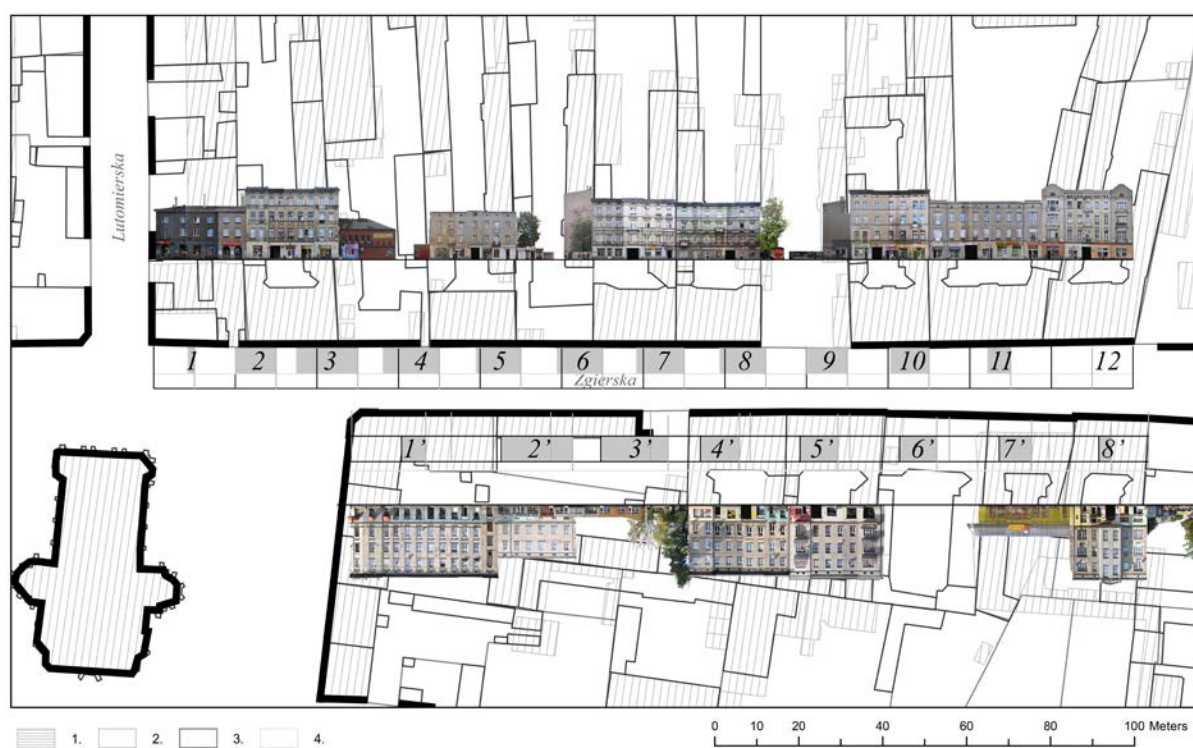 Lutomierska
1 2 3 4 5 6 7 8 9 10 11 12
Zgierska
1' 2' 3' 4' 5' 6' 7' 8'
1. 2. 3. 4.
0 10 20 40 60 80 100 Meters